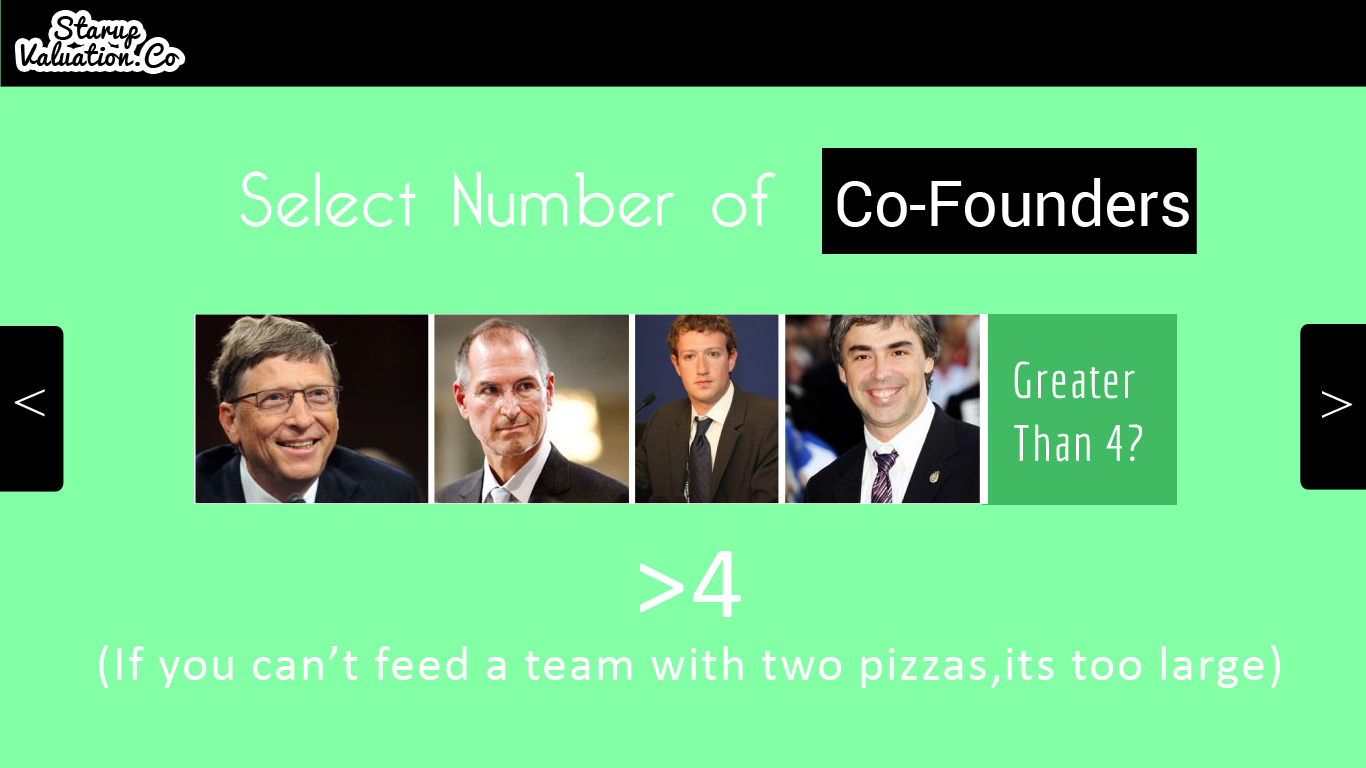 Starup
Valuation.Co
Select Number of Co-Founders
<
Greater
Than 4?
>
>4
(If you can't feed a team with two pizzas,its too large)